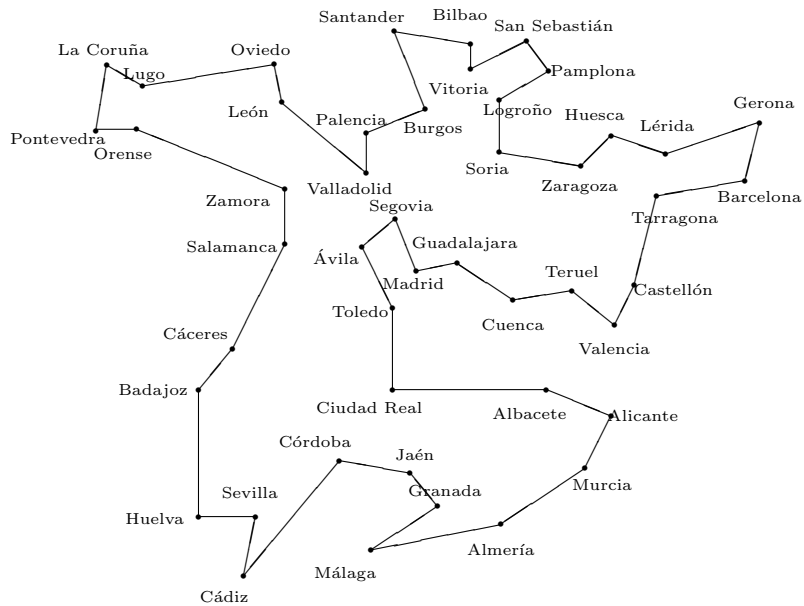 Santander
Bilbao
San Sebastián
La Coruña
Oviedo
Lugo
Pamplona
Vitoria
León
Logroño
Gerona
Huesca
Palencia
Burgos
Lérida
Pontevedra
Orense
Soria
Zaragoza
Valladolid
Zamora
Barcelona
Segovia
Tarragona
Salamanca
Guadalajara
Ávila
Teruel
Madrid
Castellón
Toledo
Cuenca
Cáceres
Valencia
Badajoz
Ciudad Real
Albacete
Alicante
Córdoba
Jaén
Sevilla
Granada
Murcia
Huelva
Almería
Málaga
Cádiz